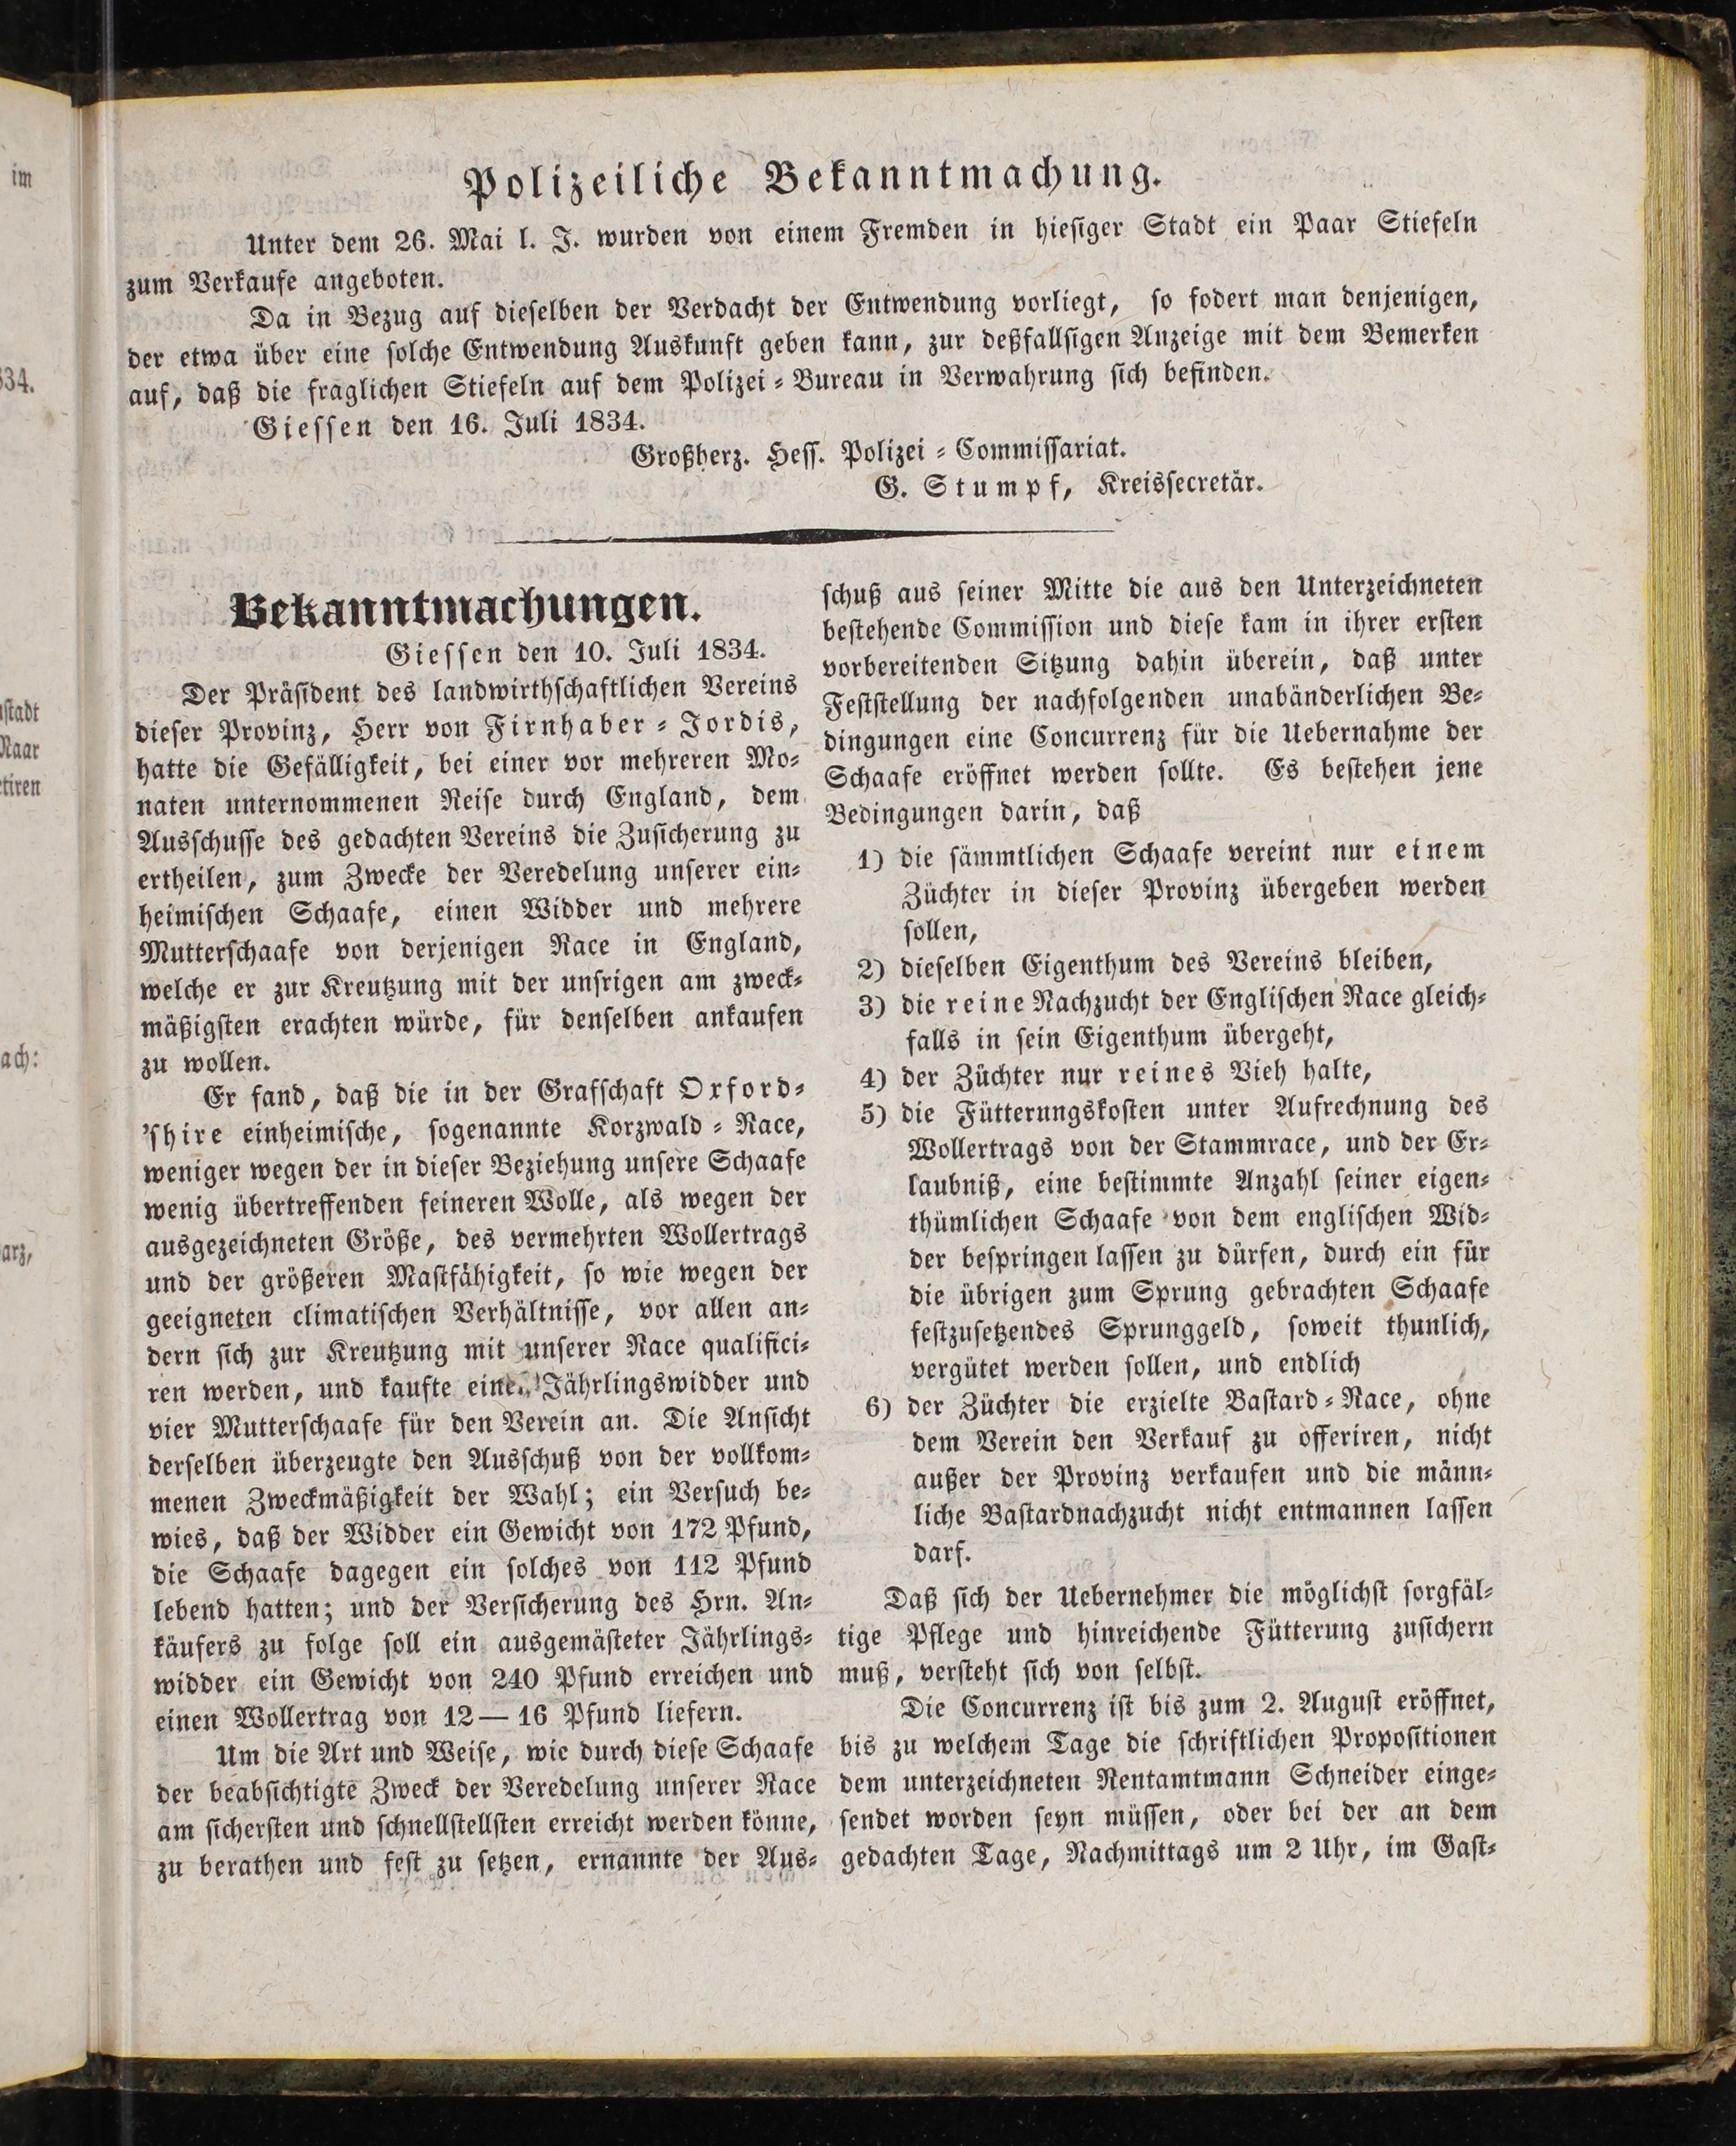 im
334.
stadt
Naar
tiren
ach:
arz,
Polizeiliche Bekanntmachung.
Unter dem 26. Mai l. J. wurden von einem Fremden in hiesiger Stadt ein Paar Stiefeln
zum Verkaufe angeboten.
Da in Bezug auf dieselben der Verdacht der Entwendung vorliegt, so fodert man denjenigen,
der etwa über eine solche Entwendung Auskunft geben kann, zur deßfallsigen Anzeige mit dem Bemerken
auf, daß die fraglichen Stiefeln auf dem Polizei-Bureau in Verwahrung sich befinden.
Giessen den 16. Juli 1834.
Großherz. Hess. Polizei-Commissariat.
G. Stumpf, Kreissecretär.
Bekanntmachungen.
Giessen den 10. Juli 1834.
Der Präsident des landwirthschaftlichen Vereins
dieser Provinz, Herr von Firnhaber-Jordis,
hatte die Gefälligkeit, bei einer vor mehreren Mo-
naten unternommenen Reise durch England, dem
Ausschusse des gedachten Vereins die Zusicherung zu
ertheilen, zum Zwecke der Veredelung unserer ein-
heimischen Schaafe, einen Widder und mehrere
Mutterschaafe von derjenigen Race in England,
welche er zur Kreutzung mit der unsrigen am zweck-
mäßigsten erachten würde, für denselben ankaufen
zu wollen.
Er fand, daß die in der Grafschaft Oxford-
'shire einheimische, sogenannte Korzwald-Race,
weniger wegen der in dieser Beziehung unsere Schaafe
wenig übertreffenden feineren Wolle, als wegen der
ausgezeichneten Größe, des vermehrten Wollertrags
und der größeren Mastfähigkeit, so wie wegen der
geeigneten climatischen Verhältnisse, vor allen an-
dern sich zur Kreutzung mit unserer Race qualifici-
ren werden, und kaufte einen Jährlingswidder und
vier Mutterschaafe für den Verein an. Die Ansicht
derselben überzeugte den Ausschuß von der vollkom-
menen Zweckmäßigkeit der Wahl; ein Versuch be-
wies, daß der Widder ein Gewicht von 172 Pfund,
die Schaafe dagegen ein solches von 112 Pfund
lebend hatten; und der Versicherung des Hrn. An-
käufers zu folge soll ein ausgemästeter Jährlings-
widder ein Gewicht von 240 Pfund erreichen und
einen Wollertrag von 12—16 Pfund liefern.
Um die Art und Weise, wie durch diese Schaafe
der beabsichtigte Zweck der Veredelung unserer Race
am sichersten und schnellstellsten erreicht werden könne,
zu berathen und fest zu setzen, ernannte der Aus-
schuß aus seiner Mitte die aus den Unterzeichneten
bestehende Commission und diese kam in ihrer ersten
vorbereitenden Sitzung dahin überein, daß unter
Feststellung der nachfolgenden unabänderlichen Be-
dingungen eine Concurrenz für die Uebernahme der
Schaafe eröffnet werden sollte. Es bestehen jene
Bedingungen darin, daß
1) die sämmtlichen Schaafe vereint nur einem
Züchter in dieser Provinz übergeben werden
sollen,
2) dieselben Eigenthum des Vereins bleiben,
3) die reine Nachzucht der Englischen Race gleich-
falls in sein Eigenthum übergeht,
4) der Züchter nur reines Vieh halte,
5) die Fütterungskosten unter Aufrechnung des
Wollertrags von der Stammrace, und der Er-
laubniß, eine bestimmte Anzahl seiner eigen-
thümlichen Schaafe von dem englischen Wid-
der bespringen lassen zu dürfen, durch ein für
die übrigen zum Sprung gebrachten Schaafe
festzusetzendes Sprunggeld, soweit thunlich,
vergütet werden sollen, und endlich
6) der Züchter die erzielte Bastard-Race, ohne
dem Verein den Verkauf zu offeriren, nicht
außer der Provinz verkaufen und die männ-
liche Bastardnachzucht nicht entmannen lassen
darf.
Daß sich der Uebernehmer die möglichst sorgfäl-
tige Pflege und hinreichende Fütterung zusichern
muß, versteht sich von selbst.
Die Concurrenz ist bis zum 2. August eröffnet,
bis zu welchem Tage die schriftlichen Propositionen
dem unterzeichneten Rentamtmann Schneider einge-
sendet worden seyn müssen, oder bei der an dem
gedachten Tage, Nachmittags um 2 Uhr, im Gast-